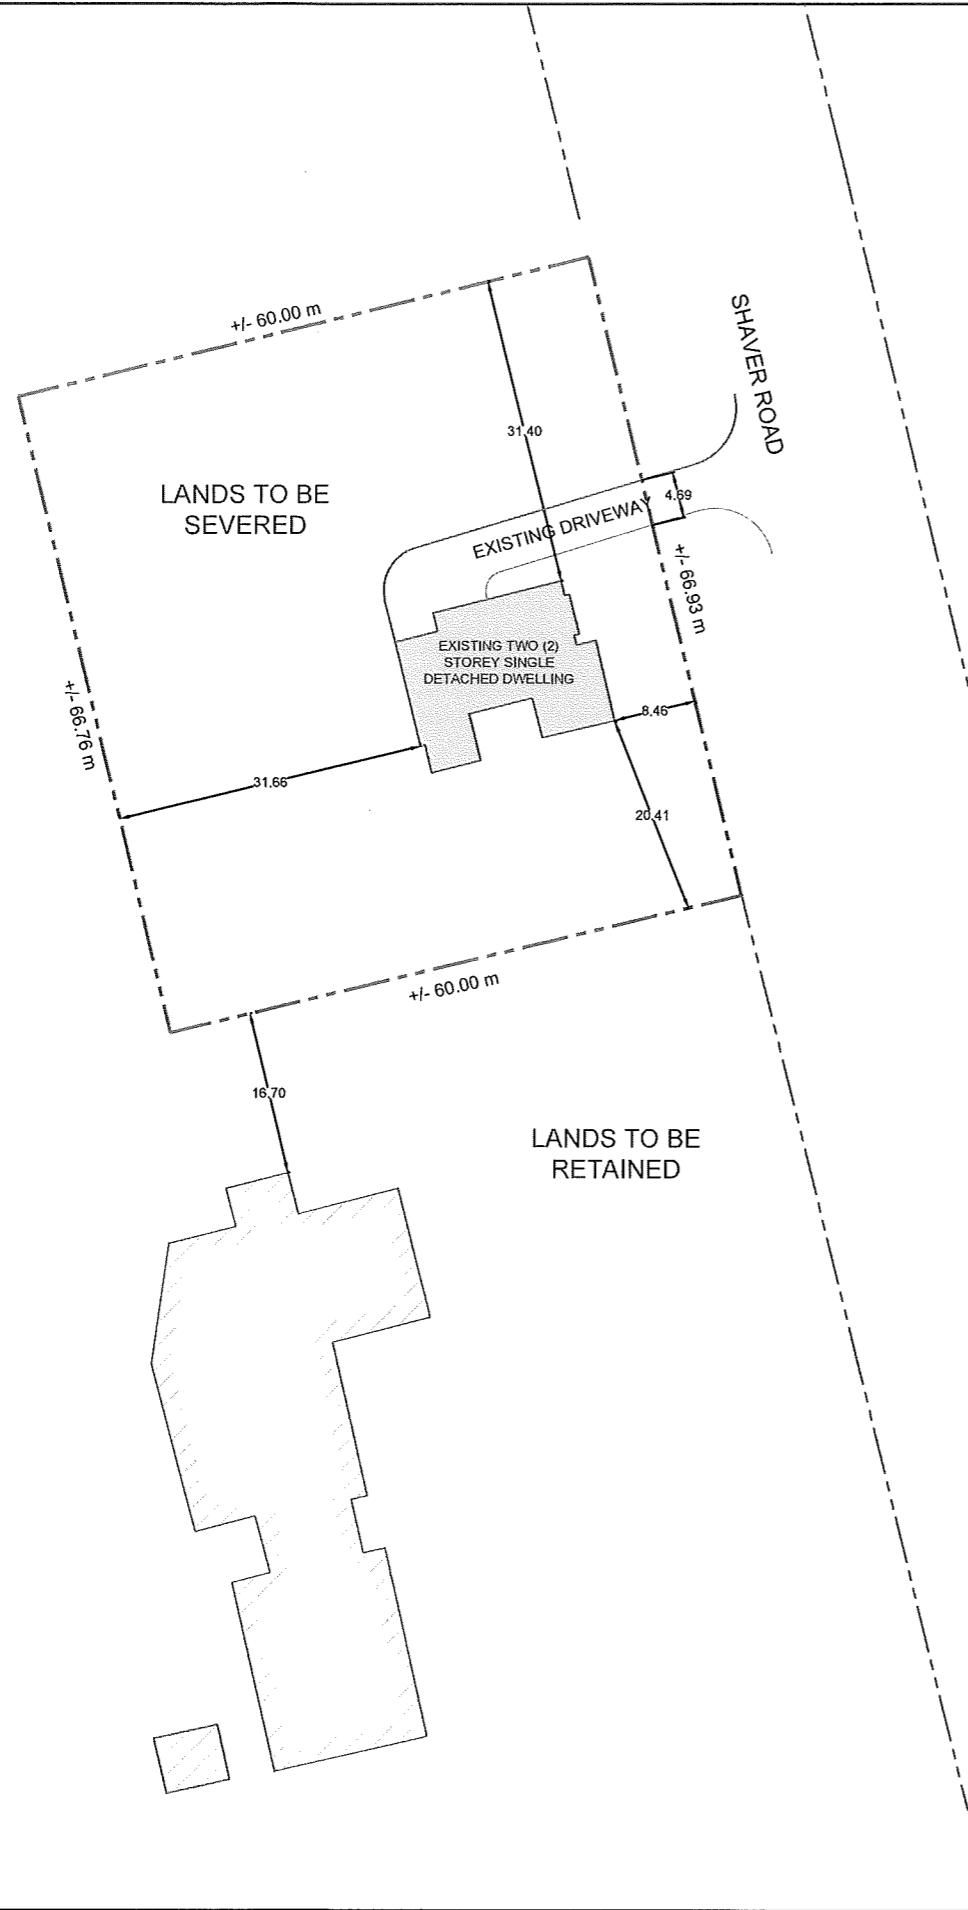 +/- 60.00 m
SHAVER ROAD
31.40
LANDS TO BE
SEVERED
4.69
EXISTING DRIVEWAY
+/- 66.93 m
EXISTING TWO (2)
STOREY SINGLE
DETACHED DWELLING
+/- 66.76 m
8.46
31.66
20.41
+/- 60.00 m
16.70
LANDS TO BE
RETAINED